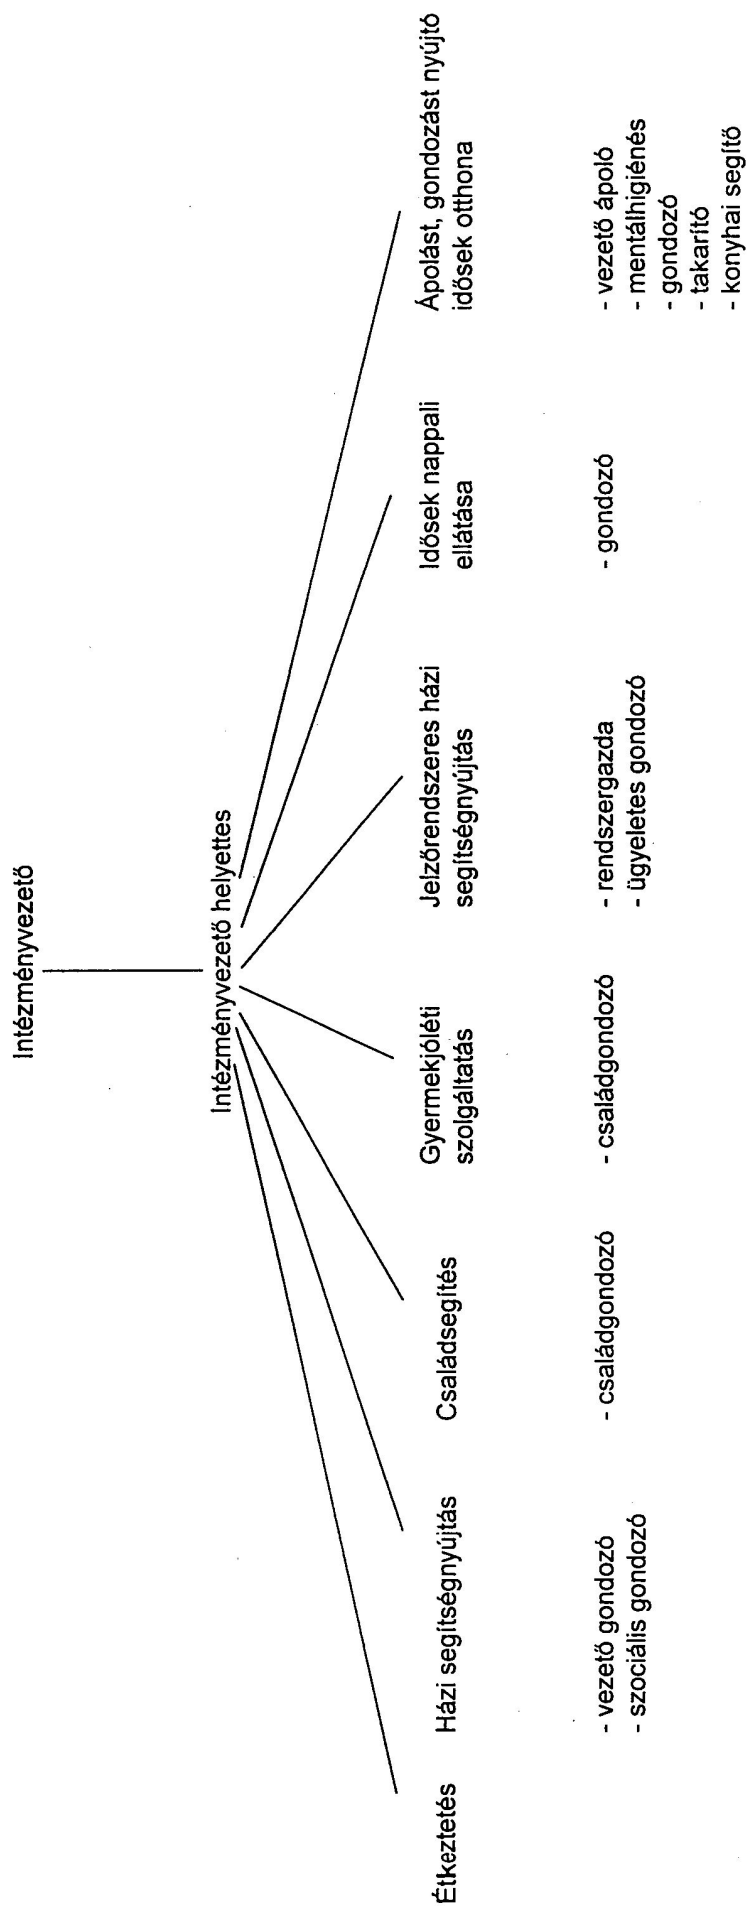 Intézményvezető
Intézményvezető helyettes
Étkeztetés
Házi segítségnyújtás
- vezető gondozó
- szociális gondozó
Családsegítés
- családgondozó
Gyermekjóléti
szolgáltatás
- családgondozó
Jelzőrendszeres házi
segítségnyújtás
- rendszergazda
- ügyeletes gondozó
Idősek nappali
ellátása
- gondozó
Ápolást, gondozást nyújtó
idősek otthona
- vezető ápoló
- mentálhigiénés
- gondozó
- takarító
- konyhai segítő